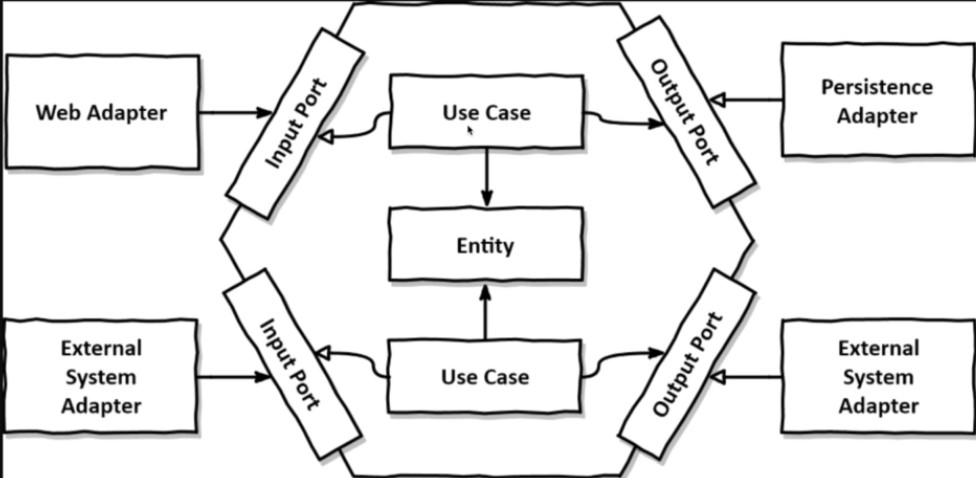 Web Adapter
Input Port
Use Case
Output Port
Persistence
Adapter
Entity
External
System
Adapter
Input Port
Use Case
Output Port
External
System
Adapter